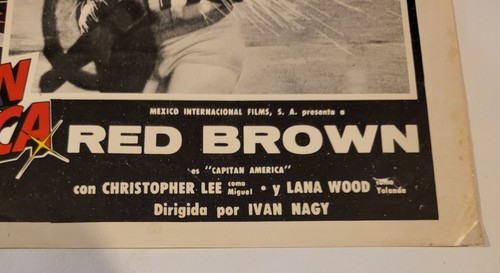 N
CA
MEXICO INTERNACIONAL FILMS, S. A. presenta a
RED BROWN
es "CAPITAN AMERICA"
con CHRISTOPHER LEE como Miguel • y LANA WOOD como Yolanda
Dirigida por IVAN NAGY